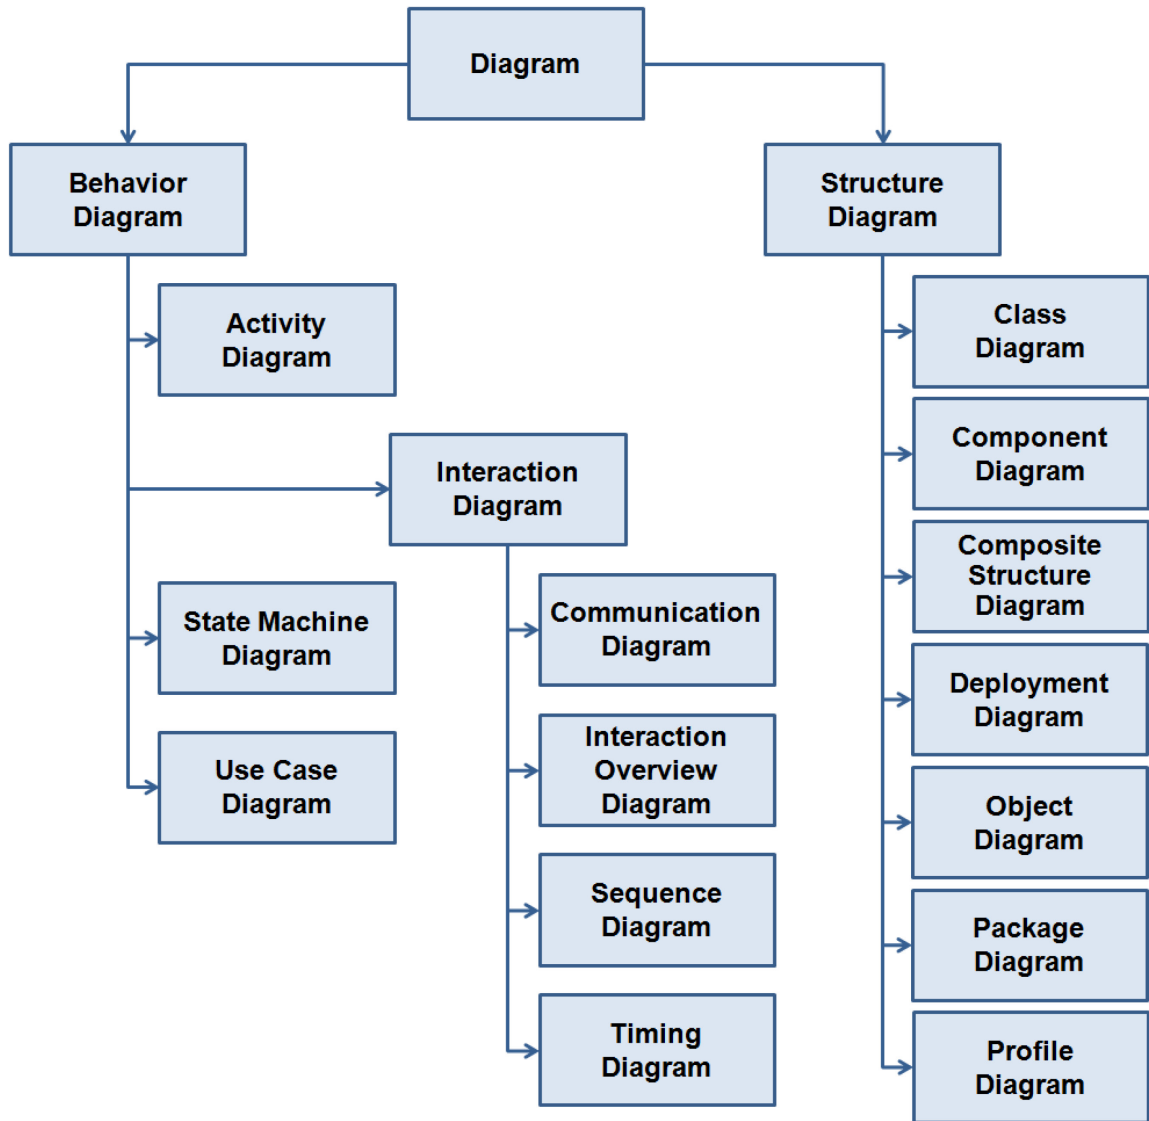 Diagram
Behavior
Diagram
Structure
Diagram
Activity
Diagram
Interaction
Diagram
State Machine
Diagram
Use Case
Diagram
Communication
Diagram
Interaction
Overview
Diagram
Sequence
Diagram
Timing
Diagram
Class
Diagram
Component
Diagram
Composite
Structure
Diagram
Deployment
Diagram
Object
Diagram
Package
Diagram
Profile
Diagram